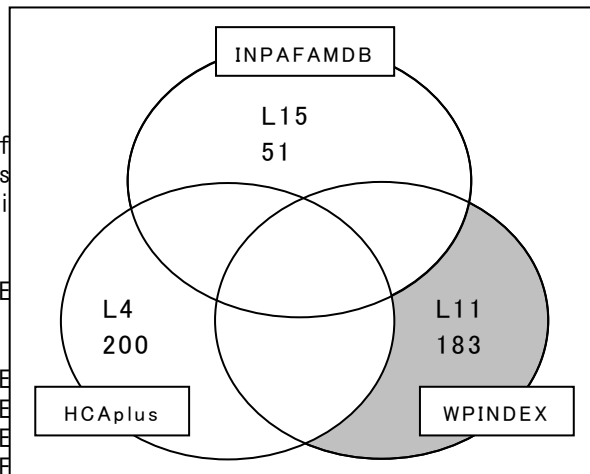 INPAFAMDB
L15
51
f
s
i
E
L4
200
L11
183
E
E
E
HCAplus
WPINDEX